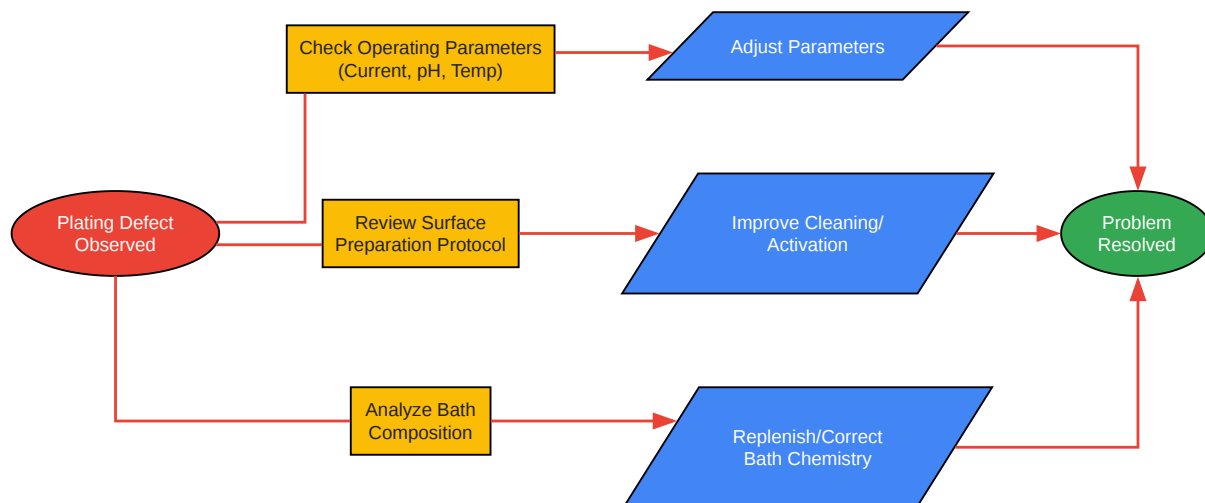 Check Operating Parameters
(Current, pH, Temp)
Adjust Parameters
Plating Defect
Observed
Review Surface
Preparation Protocol
Improve Cleaning/
Activation
Problem
Resolved
Analyze Bath
Composition
Replenish/Correct
Bath Chemistry